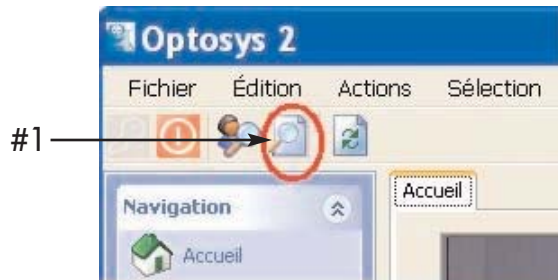 Optosys 2
Fichier Édition Actions Sélection
#1
Accueil
Navigation
Accueil